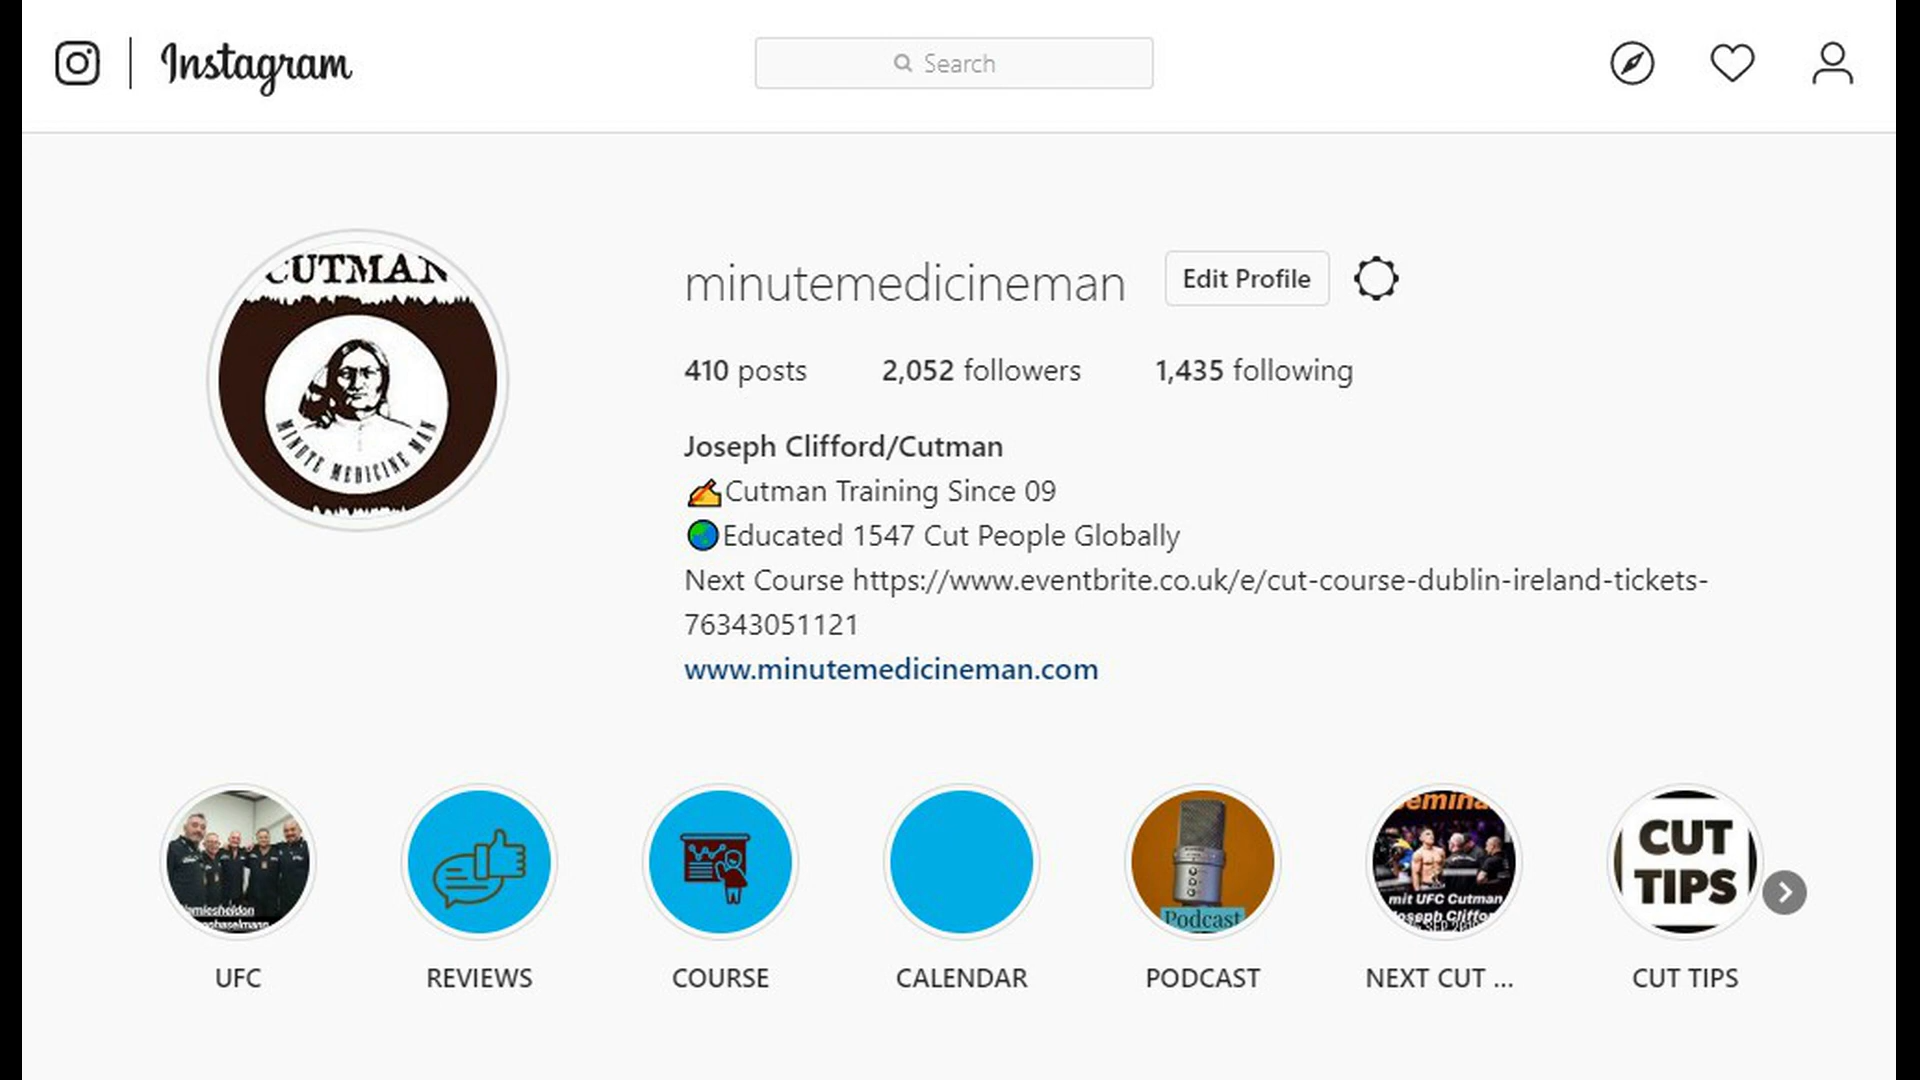 Instagram
Search
CUTMAN
MINUTE MEDICINE MAN
minutemedicineman
Edit Profile
410 posts 2,052 followers 1,435 following
Joseph Clifford/Cutman
✍Cutman Training Since 09
🌏Educated 1547 Cut People Globally
Next Course https://www.eventbrite.co.uk/e/cut-course-dublin-ireland-tickets-
76343051121
www.minutemedicineman.com
Podcast
mit UFC Cutman
CUT
TIPS
UFC REVIEWS COURSE CALENDAR PODCAST NEXT CUT ... CUT TIPS